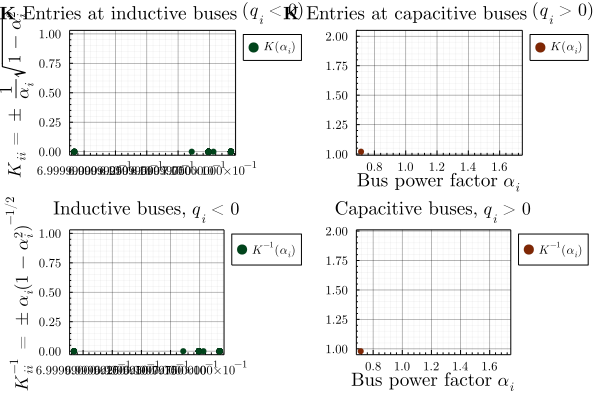 K Entries at inductive buses (q_i < 0)
K Entries at capacitive buses (q_i > 0)
K_ii = ± 1/α_i √1 − α
1.00
0.75
0.50
0.25
0.00
K(α_i)
2.00
1.75
1.50
1.25
1.00
0.8 1.0 1.2 1.4 1.6
Bus power factor α_i
K(α_i)
Inductive buses, q_i < 0
K_ii^-1 = ± α_i(1 − α_i^2)^-1/2
1.00
0.75
0.50
0.25
0.00
K^-1(α_i)
Capacitive buses, q_i > 0
2.00
1.75
1.50
1.25
1.00
0.8 1.0 1.2 1.4 1.6
Bus power factor α_i
K^-1(α_i)